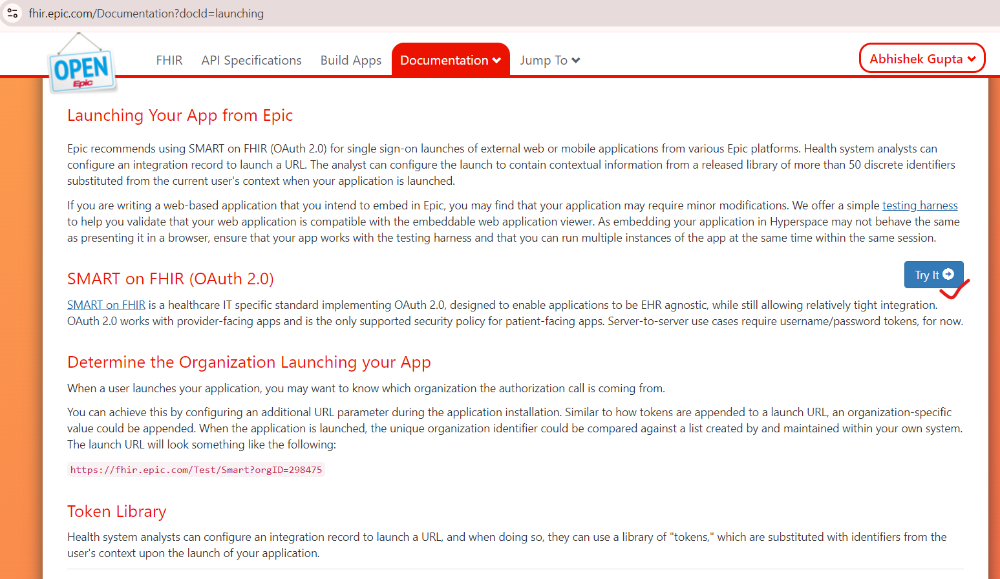 fhir.epic.com/Documentation?docId=launching
OPEN
Epic
FHIR API Specifications Build Apps Documentation Jump To Abhishek Gupta
Launching Your App from Epic
Epic recommends using SMART on FHIR (OAuth 2.0) for single sign-on launches of external web or mobile applications from various Epic platforms. Health system analysts can
configure an integration record to launch a URL. The analyst can configure the launch to contain contextual information from a released library of more than 50 discrete identifiers
substituted from the current user's context when your application is launched.
If you are writing a web-based application that you intend to embed in Epic, you may find that your application may require minor modifications. We offer a simple testing harness
to help you validate that your web application is compatible with the embeddable web application viewer. As embedding your application in Hyperspace may not behave the same
as presenting it in a browser, ensure that your app works with the testing harness and that you can run multiple instances of the app at the same time within the same session.
SMART on FHIR (OAuth 2.0)
Try It
SMART on FHIR is a healthcare IT specific standard implementing OAuth 2.0, designed to enable applications to be EHR agnostic, while still allowing relatively tight integration.
OAuth 2.0 works with provider-facing apps and is the only supported security policy for patient-facing apps. Server-to-server use cases require username/password tokens, for now.
Determine the Organization Launching your App
When a user launches your application, you may want to know which organization the authorization call is coming from.
You can achieve this by configuring an additional URL parameter during the application installation. Similar to how tokens are appended to a launch URL, an organization-specific
value could be appended. When the application is launched, the unique organization identifier could be compared against a list created by and maintained within your own system.
The launch URL will look something like the following:
https://fhir.epic.com/Test/Smart?orgID=298475
Token Library
Health system analysts can configure an integration record to launch a URL, and when doing so, they can use a library of "tokens," which are substituted with identifiers from the
user's context upon the launch of your application.